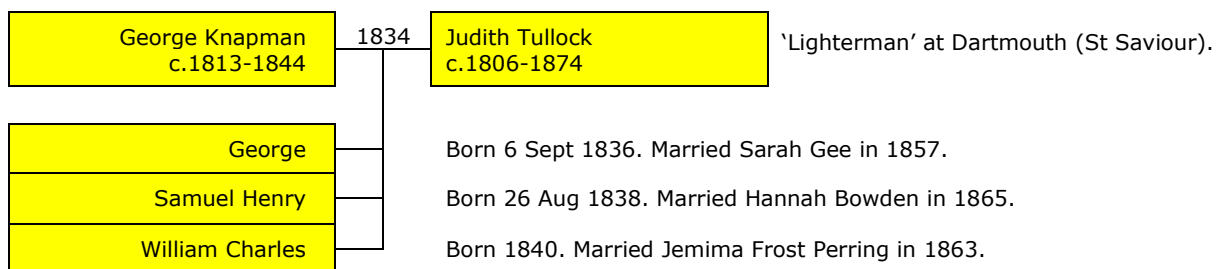 George Knapman 1834 Judith Tullock ‘Lighterman’ at Dartmouth (St Saviour).
c.1813-1844 c.1806-1874
George Born 6 Sept 1836. Married Sarah Gee in 1857.
Samuel Henry Born 26 Aug 1838. Married Hannah Bowden in 1865.
William Charles Born 1840. Married Jemima Frost Perring in 1863.